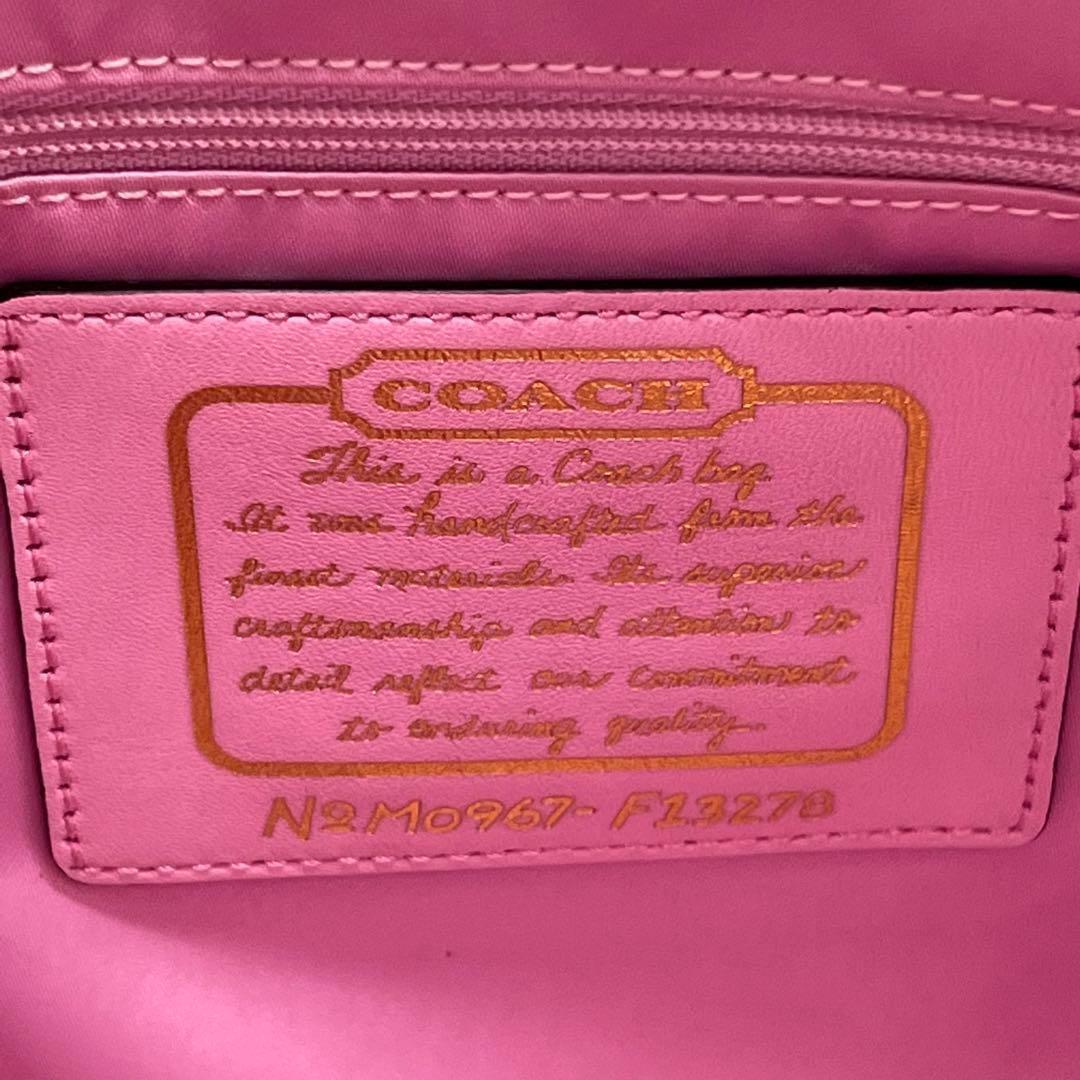 COACH
This is a Coach bag.
It was handcrafted from the
finest materials. Its superior
craftsmanship and attention to
detail reflect our commitment
to enduring quality.
Nº M0967-F13278